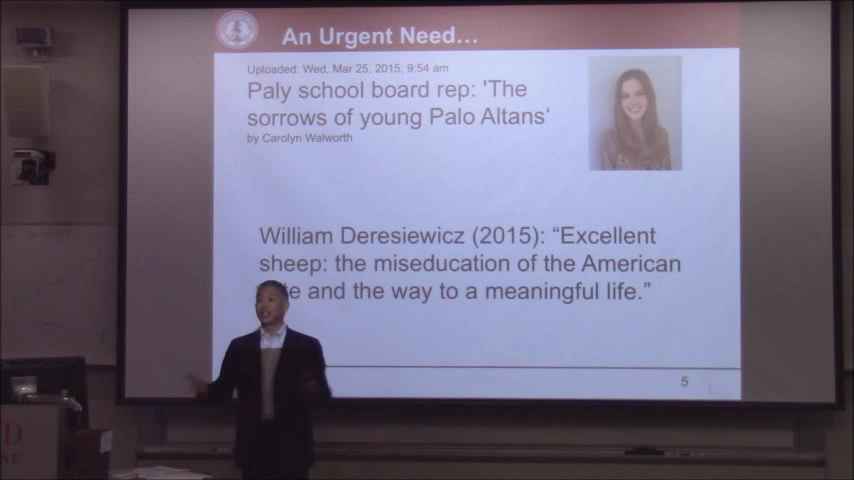 An Urgent Need...
Uploaded: Wed, Mar 25, 2015, 9:54 am
Paly school board rep: 'The
sorrows of young Palo Altans'
by Carolyn Walworth
William Deresiewicz (2015): “Excellent
sheep: the miseducation of the American
and the way to a meaningful life.”
5